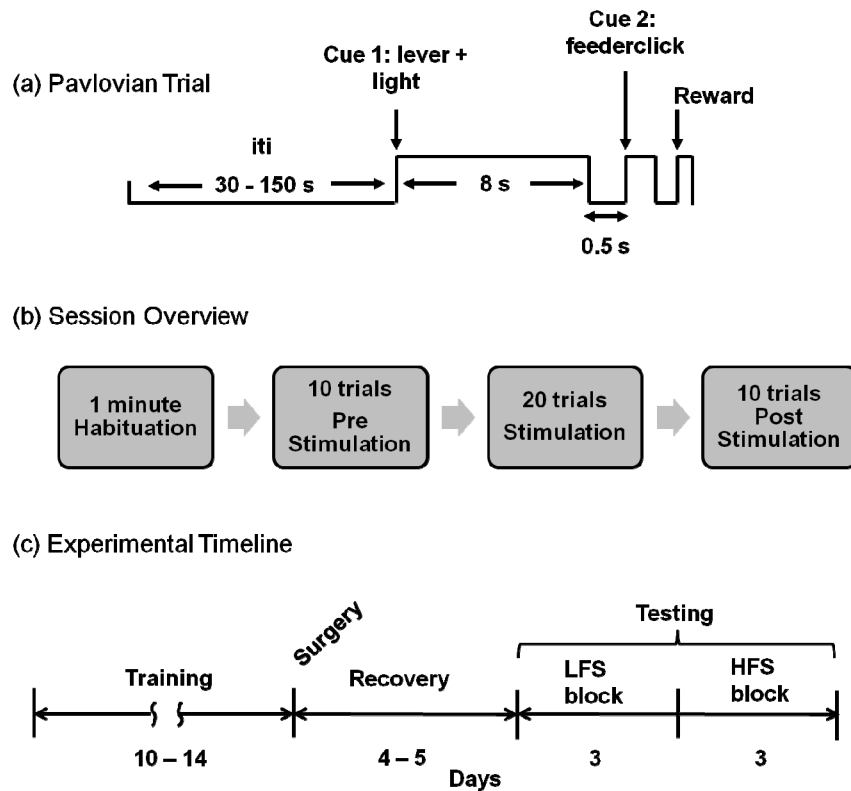 Cue 2:
feederclick
Cue 1: lever +
light
(a) Pavlovian Trial
Reward
iti
30 - 150 s
8 s
0.5 s
(b) Session Overview
1 minute
Habituation
10 trials
Pre
Stimulation
20 trials
Stimulation
10 trials
Post
Stimulation
(c) Experimental Timeline
Surgery
Testing
Training
Recovery
LFS
block
HFS
block
10 – 14
4 – 5
3
3
Days